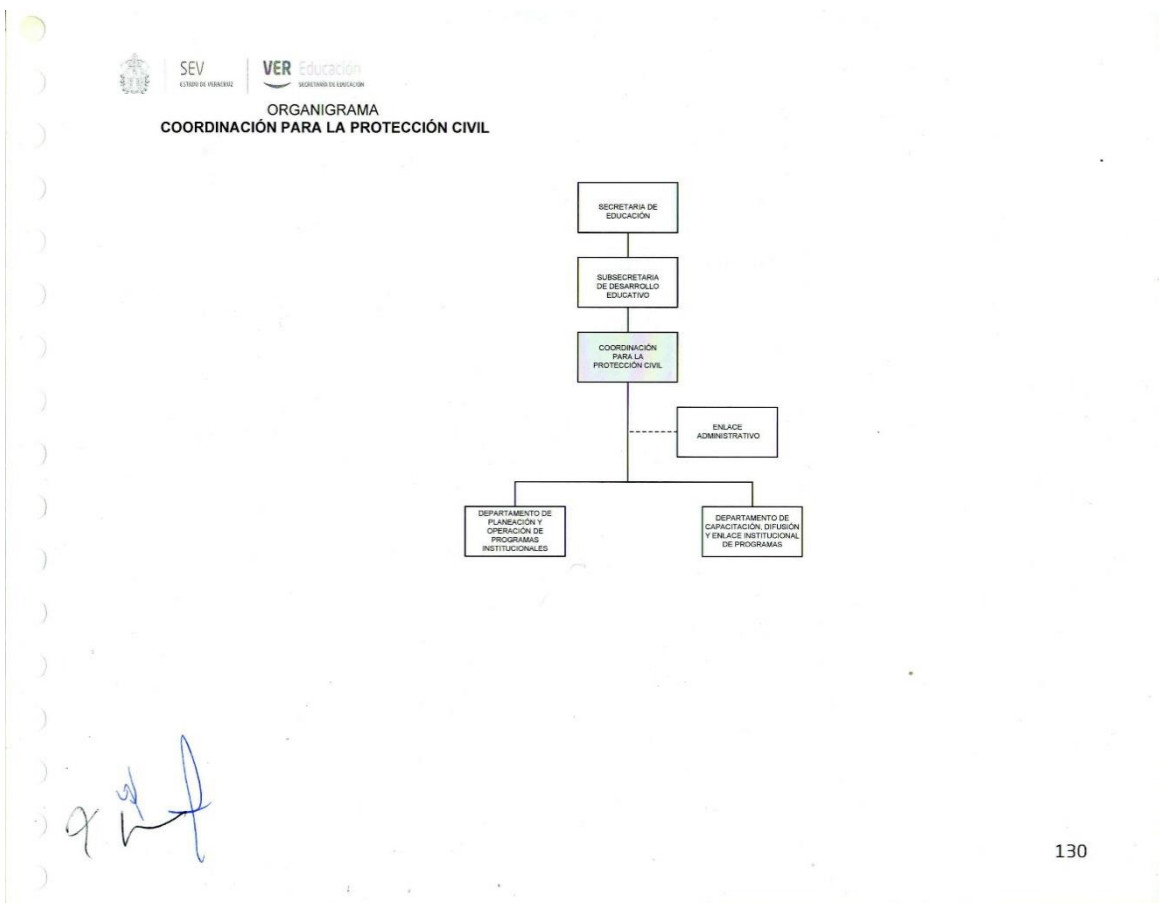 SEV
ESTADO DE VERACRUZ
VER Educación
SECRETARÍA DE EDUCACIÓN
ORGANIGRAMA
COORDINACIÓN PARA LA PROTECCIÓN CIVIL
SECRETARIA DE
EDUCACIÓN
SUBSECRETARIA
DE DESARROLLO
EDUCATIVO
COORDINACIÓN
PARA LA
PROTECCIÓN CIVIL
ENLACE
ADMINISTRATIVO
DEPARTAMENTO DE
PLANEACIÓN Y
OPERACIÓN DE
PROGRAMAS
INSTITUCIONALES
DEPARTAMENTO DE
CAPACITACIÓN, DIFUSIÓN
Y ENLACE INSTITUCIONAL
DE PROGRAMAS
130